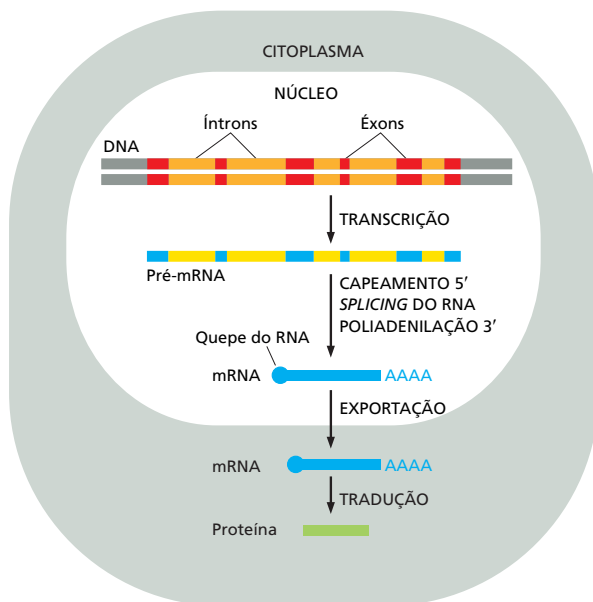 CITOPLASMA
NÚCLEO
Íntrons
Éxons
DNA
TRANSCRIÇÃO
Pré-mRNA
CAPEAMENTO 5′
SPLICING DO RNA
POLIADENILAÇÃO 3′
Quepe do RNA
mRNA
AAAA
EXPORTAÇÃO
mRNA
AAAA
TRADUÇÃO
Proteína